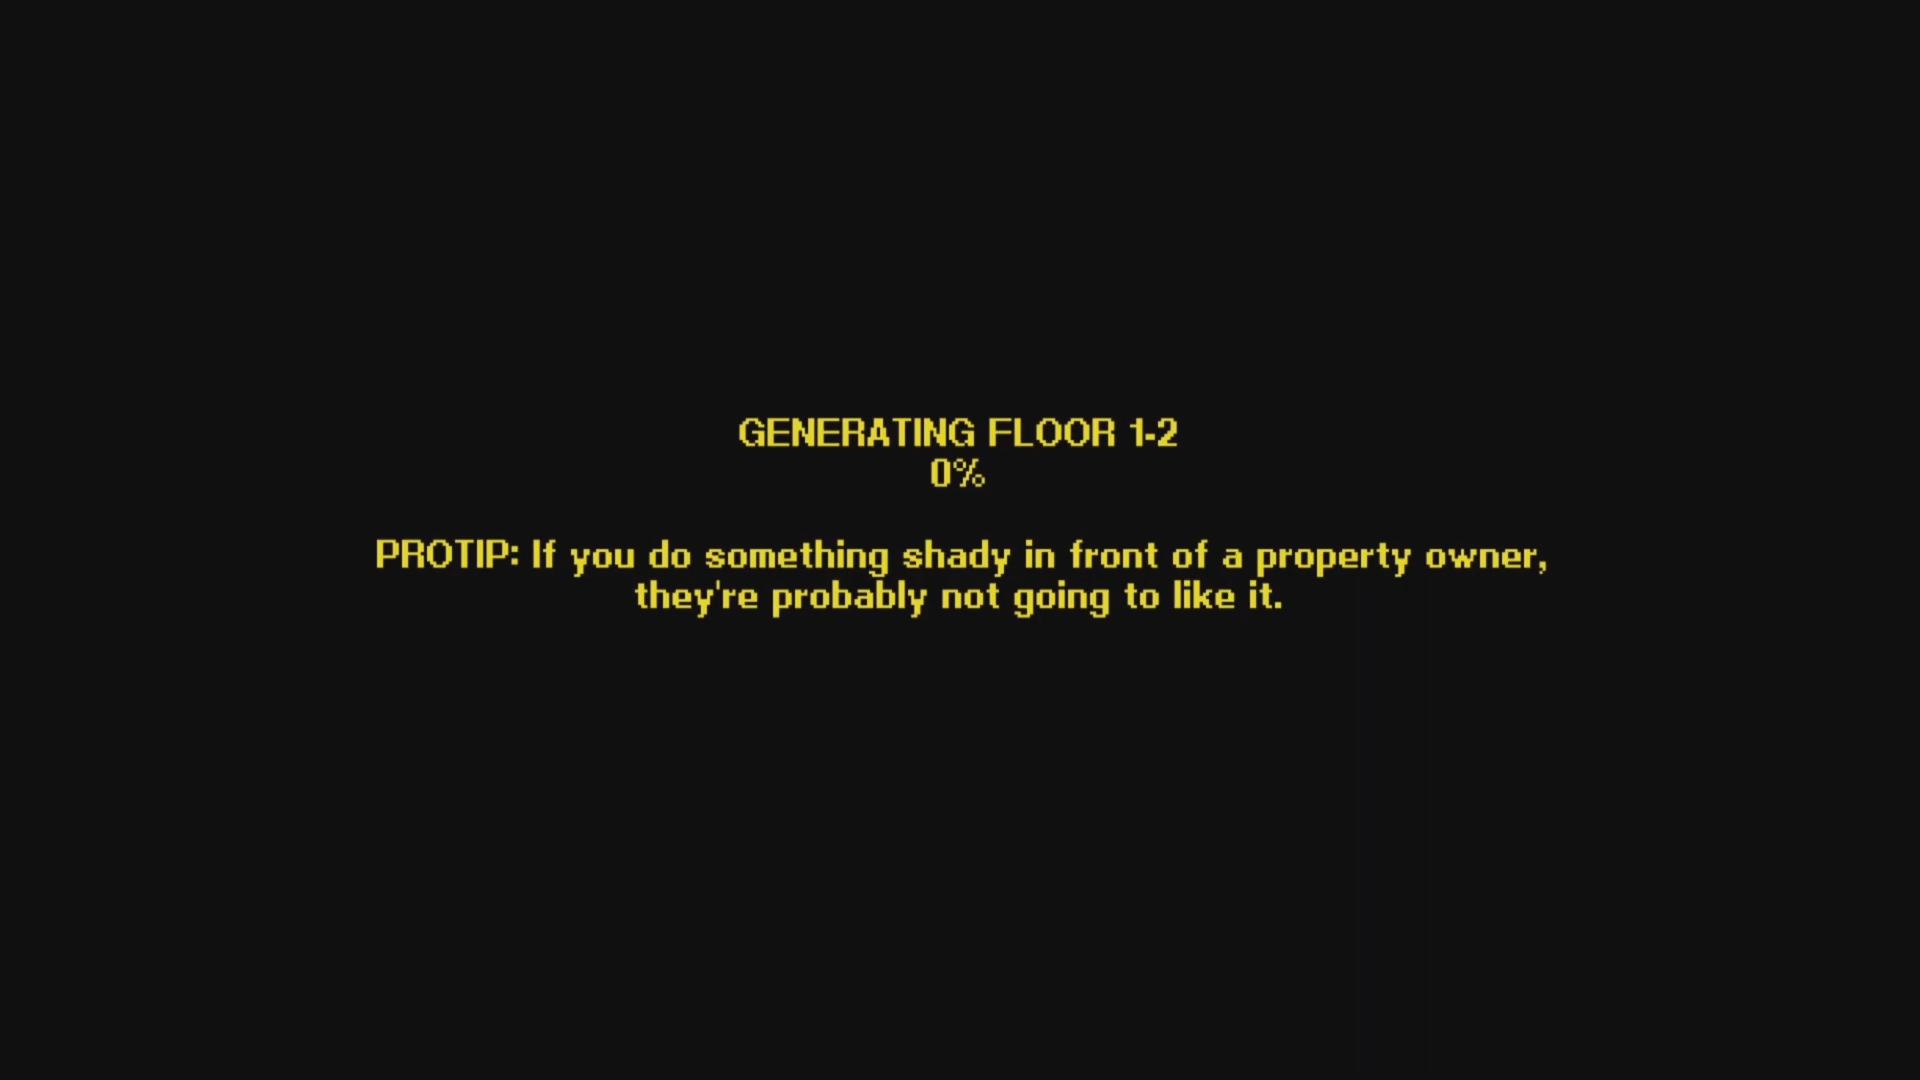 GENERATING FLOOR 1-2
0%
PROTIP: If you do something shady in front of a property owner,
they're probably not going to like it.